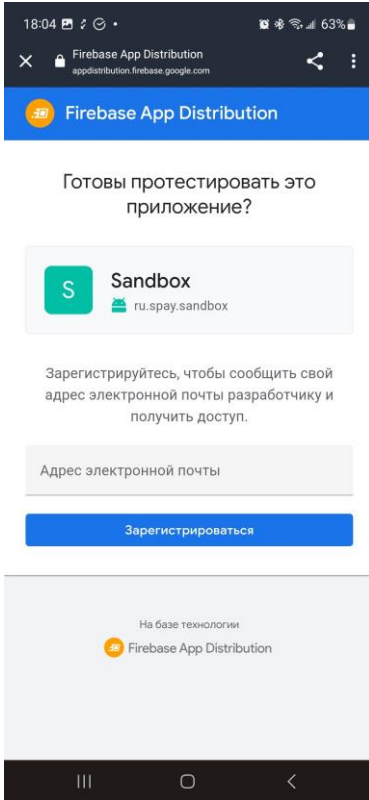 18:04
63%
Firebase App Distribution
appdistribution.firebase.google.com
Firebase App Distribution
Готовы протестировать это
приложение?
S
Sandbox
ru.spay.sandbox
Зарегистрируйтесь, чтобы сообщить свой
адрес электронной почты разработчику и
получить доступ.
Адрес электронной почты
Зарегистрироваться
На базе технологии
Firebase App Distribution